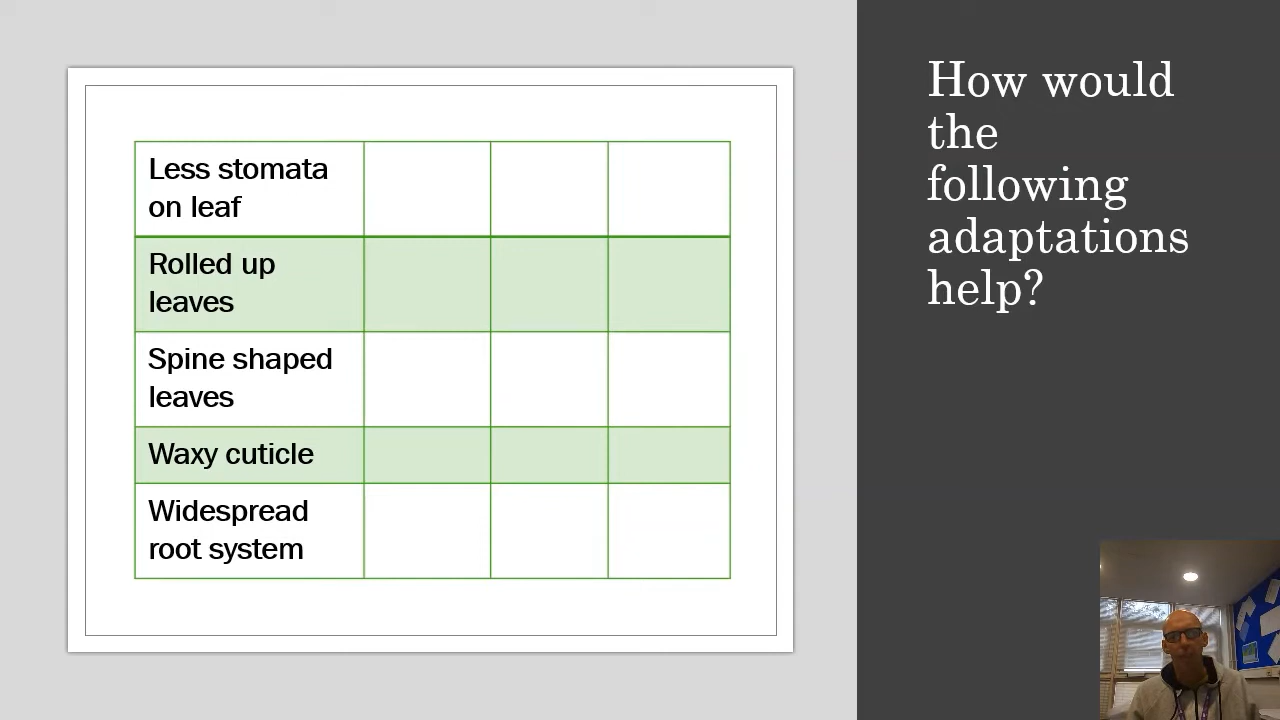 Less stomata
on leaf
Rolled up
leaves
Spine shaped
leaves
Waxy cuticle
Widespread
root system
How would
the
following
adaptations
help?